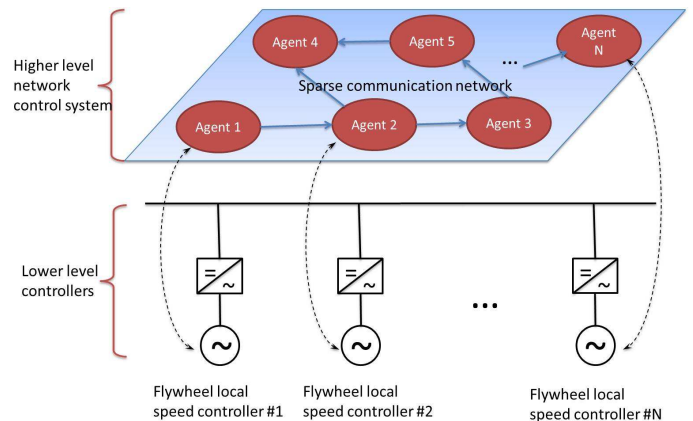 Higher level
network
control system
Agent 4
Agent 5
...
Agent
N
Sparse communication network
Agent 1
Agent 2
Agent 3
Lower level
controllers
=
~
=
~
...
=
~
~
~
~
Flywheel local
speed controller #1
Flywheel local
speed controller #2
Flywheel local
speed controller #N